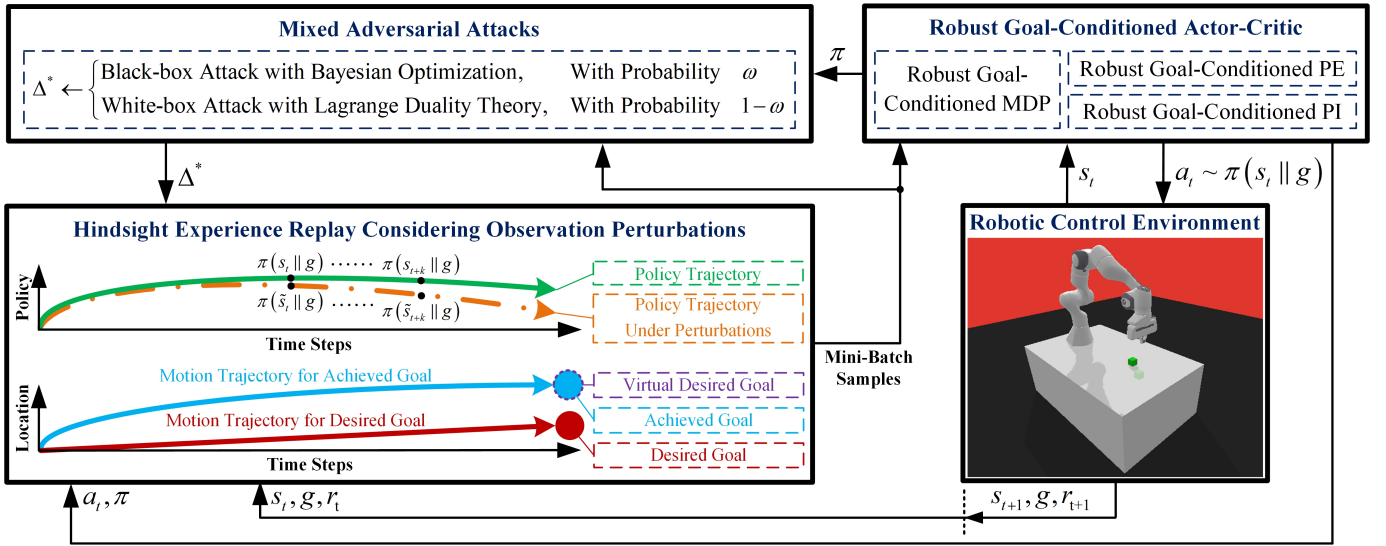 Mixed Adversarial Attacks
Δ* ← { Black-box Attack with Bayesian Optimization, With Probability ω
White-box Attack with Lagrange Duality Theory, With Probability 1−ω
π
Robust Goal-Conditioned Actor-Critic
Robust Goal-
Conditioned MDP
Robust Goal-Conditioned PE
Robust Goal-Conditioned PI
Δ*
s_t
a_t ~ π(s_t || g)
Hindsight Experience Replay Considering Observation Perturbations
Policy
π(s_t || g) ······ π(s_{t+k} || g)
π(s̃_t || g) ······ π(s̃_{t+k} || g)
Time Steps
Policy Trajectory
Policy Trajectory
Under Perturbations
Location
Motion Trajectory for Achieved Goal
Motion Trajectory for Desired Goal
Time Steps
Virtual Desired Goal
Achieved Goal
Desired Goal
Mini-Batch
Samples
Robotic Control Environment
a_t, π
s_t, g, r_t
s_{t+1}, g, r_{t+1}